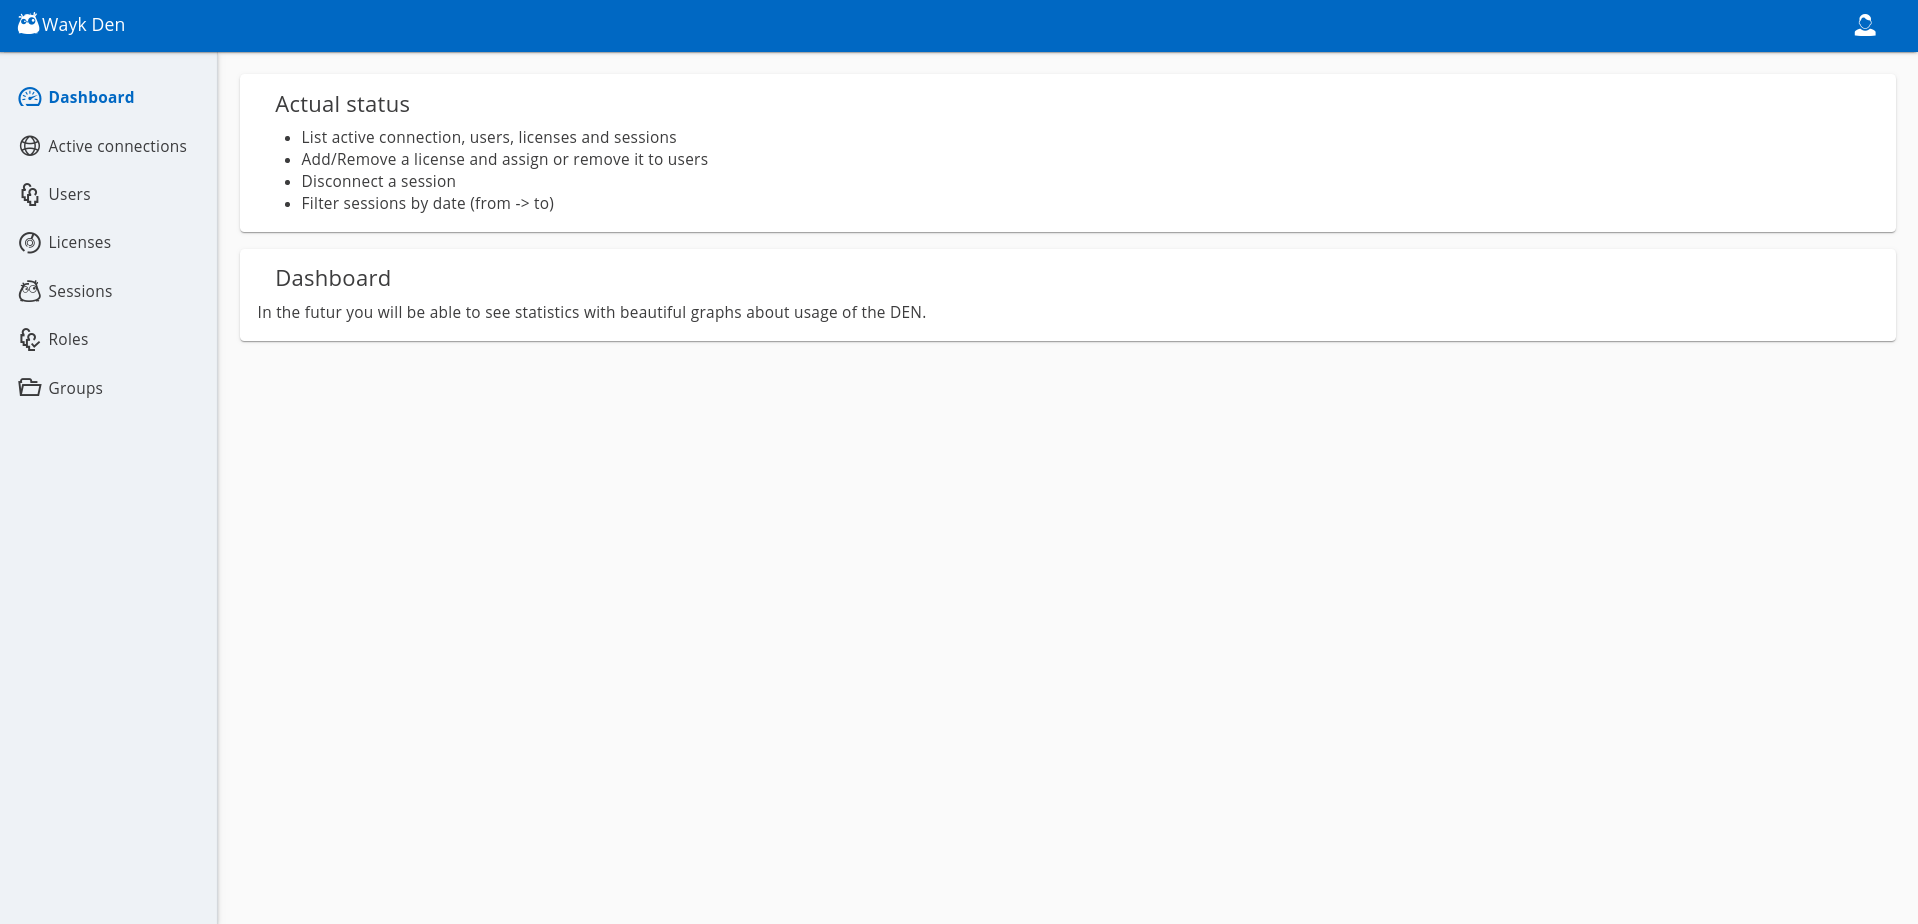 Wayk Den
Dashboard
Active connections
Users
Licenses
Sessions
Roles
Groups
Actual status
List active connection, users, licenses and sessions
Add/Remove a license and assign or remove it to users
Disconnect a session
Filter sessions by date (from -> to)
Dashboard
In the futur you will be able to see statistics with beautiful graphs about usage of the DEN.